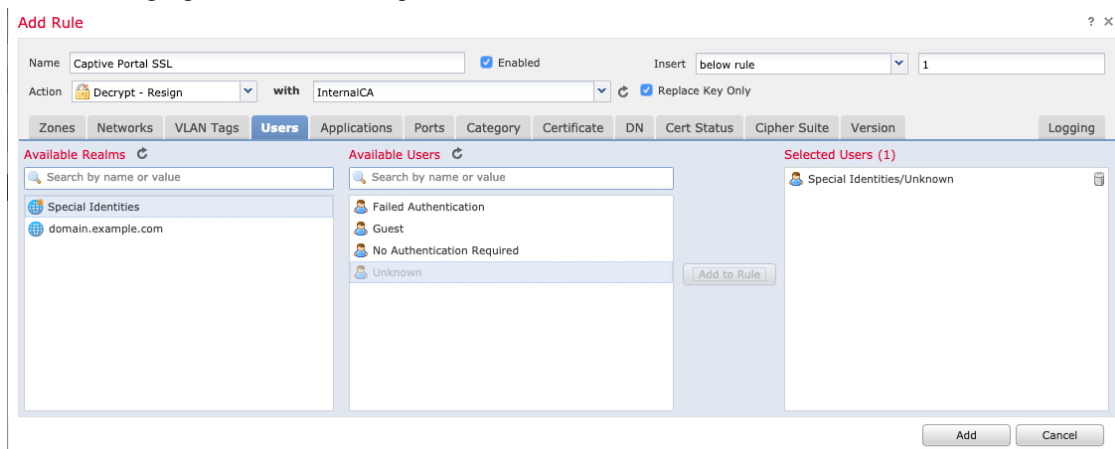 Add Rule ? ×
Name Captive Portal SSL Enabled Insert below rule 1
Action Decrypt - Resign with InternalCA Replace Key Only
Zones Networks VLAN Tags Users Applications Ports Category Certificate DN Cert Status Cipher Suite Version Logging
Available Realms Available Users Selected Users (1)
Search by name or value Search by name or value Special Identities/Unknown
Special Identities Failed Authentication
domain.example.com Guest
No Authentication Required
Unknown Add to Rule
Add Cancel